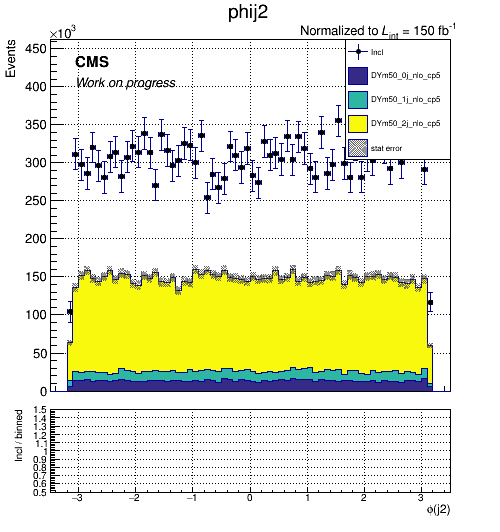 phij2
Normalized to L_int = 150 fb⁻¹
×10³
Events
CMS
Work on progress
Incl
DYm50_0j_nlo_cp5
DYm50_1j_nlo_cp5
DYm50_2j_nlo_cp5
stat error
450
400
350
300
250
200
150
100
50
0
Incl / binned
1.5
1.4
1.3
1.2
1.1
1
0.9
0.8
0.7
0.6
0.5
−3 −2 −1 0 1 2 3
φ(j2)